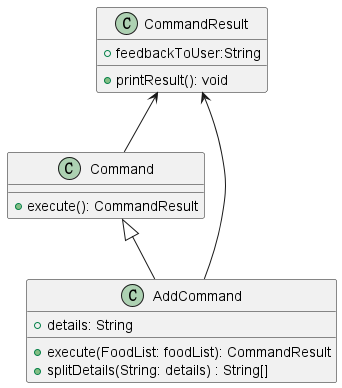 C CommandResult
feedbackToUser:String
printResult(): void
C Command
execute(): CommandResult
C AddCommand
details: String
execute(FoodList: foodList): CommandResult
splitDetails(String: details) : String[]